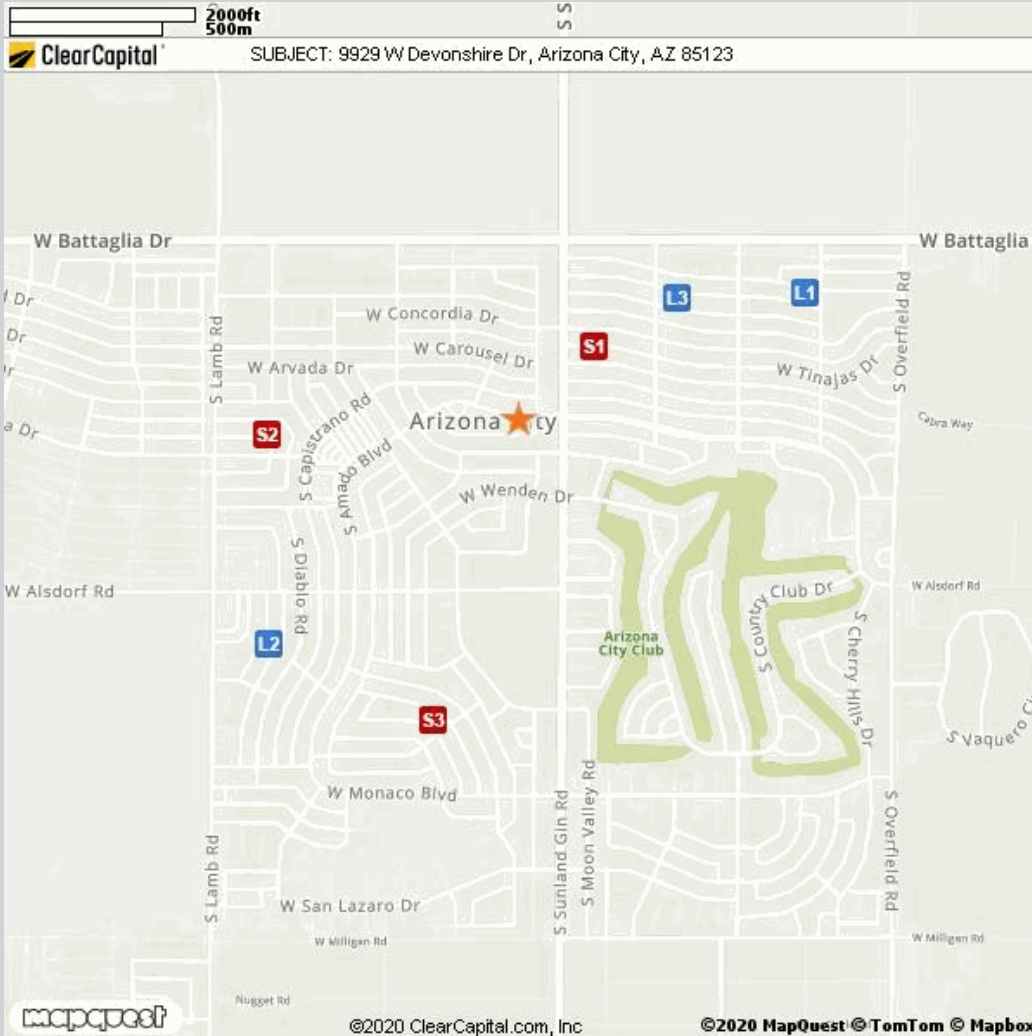 2000ft
500m
S S
ClearCapital
SUBJECT: 9929 W Devonshire Dr, Arizona City, AZ 85123
W Battaglia Dr
W Battaglia
L3
L1
Dr
W Concordia Dr
S Lamb Rd
S Overfield Rd
Dr
S1
W Carousel Dr
W Arvada Dr
W Tinajas Dr
S Capistrano Rd
Arizona ty
Cabra Way
a Dr
S2
S Amado Blvd
W Wenden Dr
S Diablo Rd
W Alsdorf Rd
W Alsdorf Rd
S Country Club Dr
L2
Arizona
City Club
S Cherry Hills Dr
S3
S Vaquero
W Monaco Blvd
S Sunland Gin Rd
S Moon Valley Rd
S Overfield Rd
S Lamb Rd
W San Lazaro Dr
W Milligan Rd
W Milligan Rd
Nugget Rd
mapquest
©2020 ClearCapital.com, Inc
©2020 MapQuest © TomTom © Mapbox